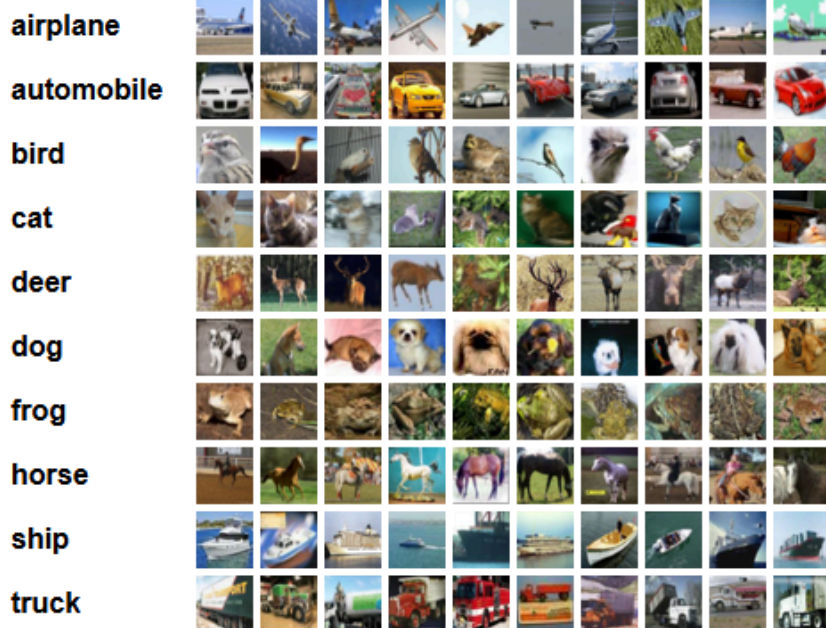 airplane
automobile
bird
cat
deer
dog
frog
horse
ship
truck